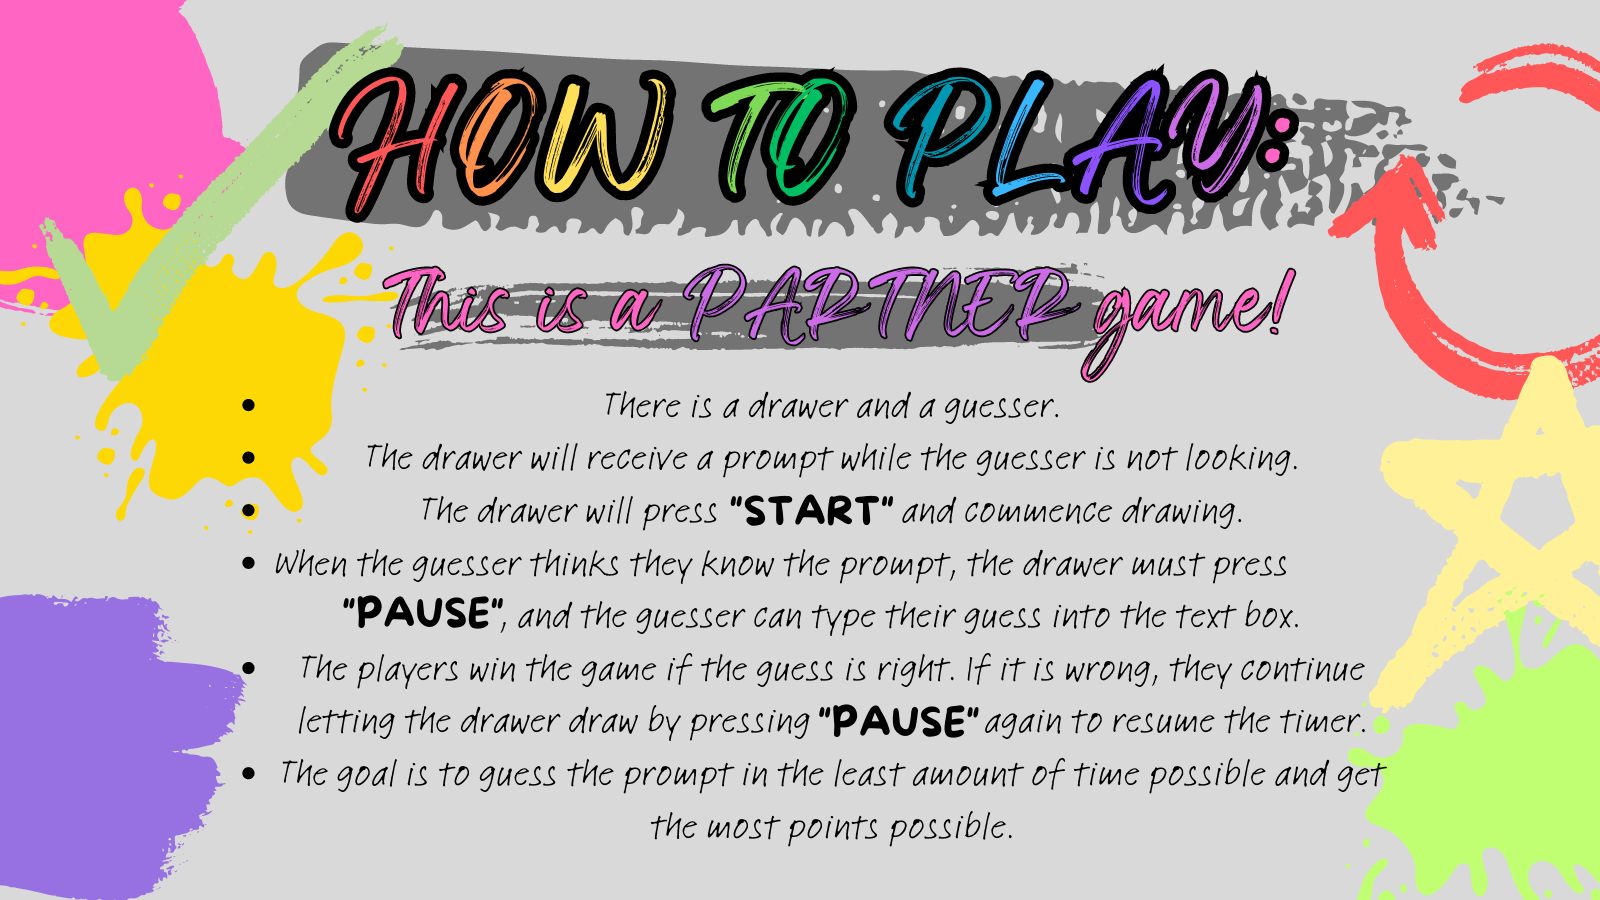 HOW TO PLAY:
This is a PARTNER game!
• There is a drawer and a guesser.
• The drawer will receive a prompt while the guesser is not looking.
• The drawer will press "START" and commence drawing.
• When the guesser thinks they know the prompt, the drawer must press
"PAUSE", and the guesser can type their guess into the text box.
• The players win the game if the guess is right. If it is wrong, they continue
letting the drawer draw by pressing "PAUSE" again to resume the timer.
• The goal is to guess the prompt in the least amount of time possible and get
the most points possible.